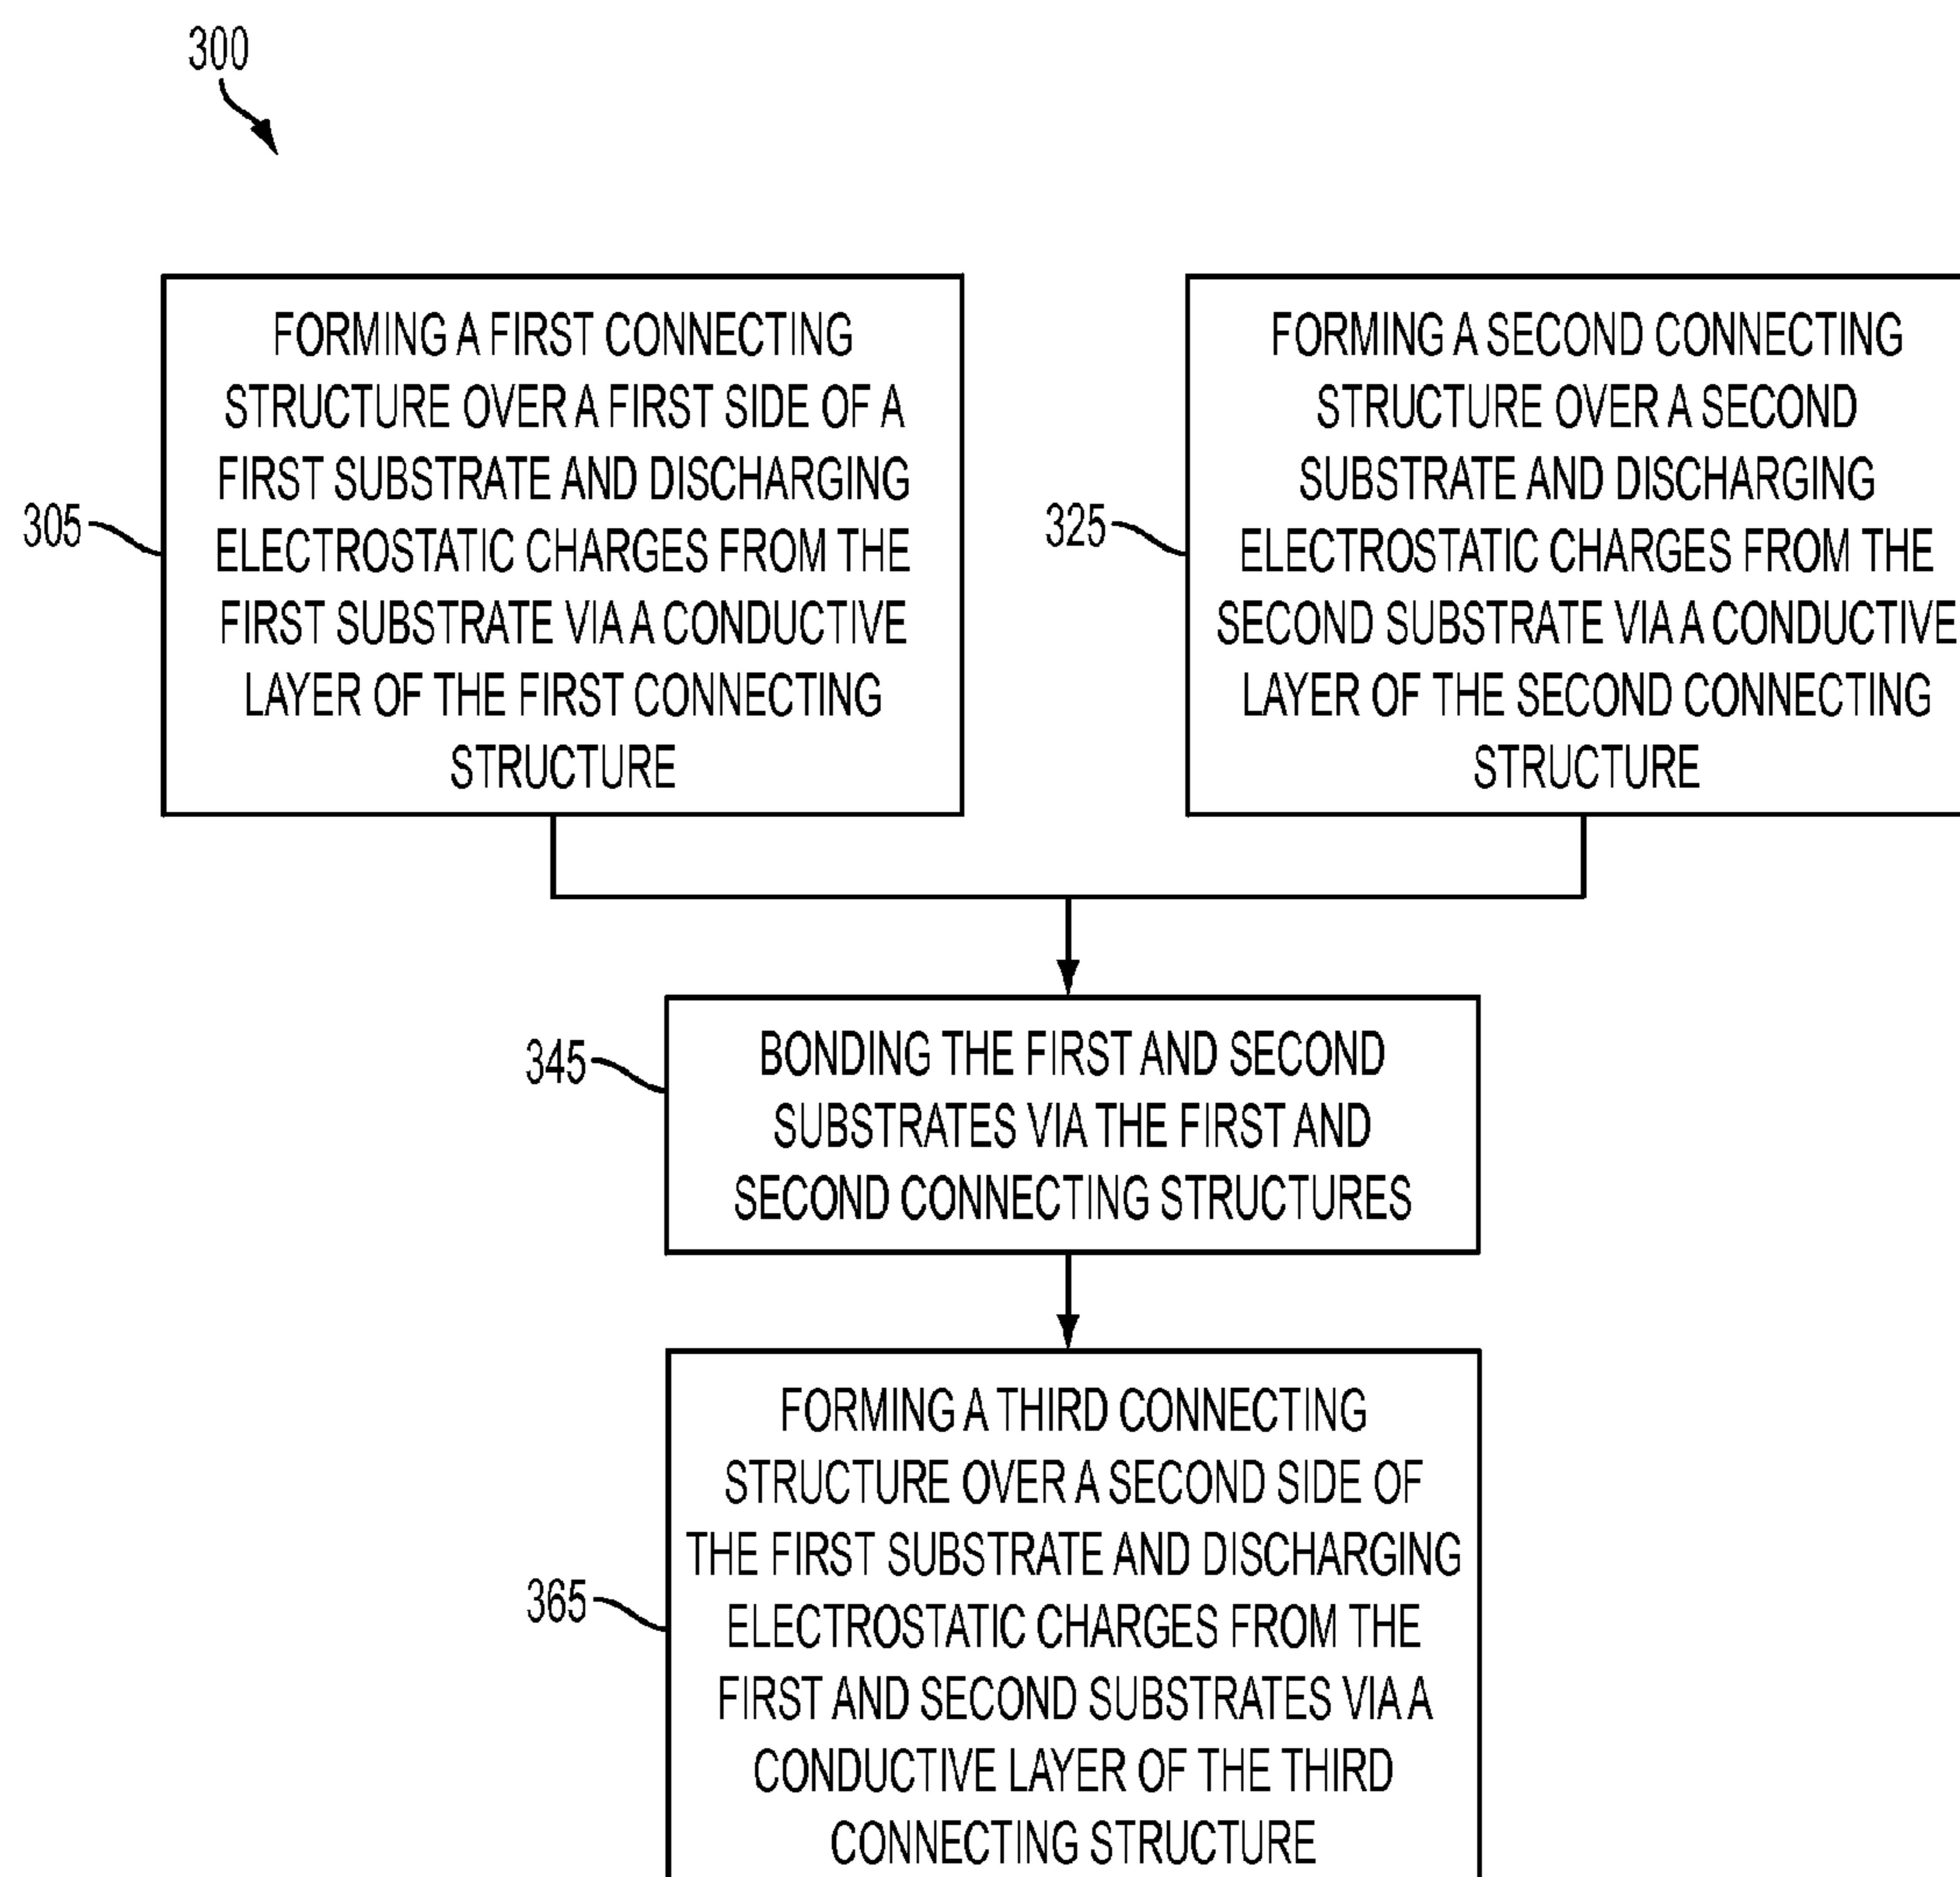 300
FORMING A FIRST CONNECTING
STRUCTURE OVER A FIRST SIDE OF A
FIRST SUBSTRATE AND DISCHARGING
ELECTROSTATIC CHARGES FROM THE
FIRST SUBSTRATE VIA A CONDUCTIVE
LAYER OF THE FIRST CONNECTING
STRUCTURE
305
FORMING A SECOND CONNECTING
STRUCTURE OVER A SECOND
SUBSTRATE AND DISCHARGING
ELECTROSTATIC CHARGES FROM THE
SECOND SUBSTRATE VIA A CONDUCTIVE
LAYER OF THE SECOND CONNECTING
STRUCTURE
325
345
BONDING THE FIRST AND SECOND
SUBSTRATES VIA THE FIRST AND
SECOND CONNECTING STRUCTURES
365
FORMING A THIRD CONNECTING
STRUCTURE OVER A SECOND SIDE OF
THE FIRST SUBSTRATE AND DISCHARGING
ELECTROSTATIC CHARGES FROM THE
FIRST AND SECOND SUBSTRATES VIA A
CONDUCTIVE LAYER OF THE THIRD
CONNECTING STRUCTURE